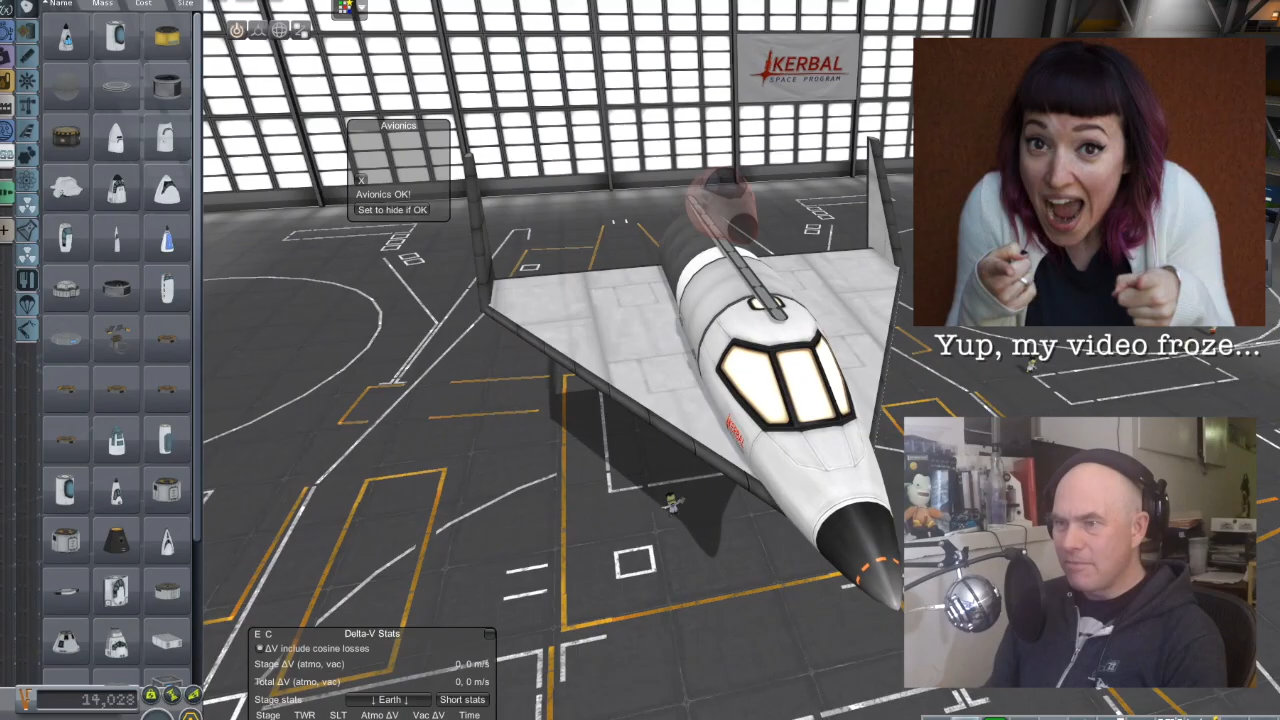 Name Mass Cost Size
KERBAL
SPACE PROGRAM
Avionics
X
Avionics OK!
Set to hide if OK
Yup, my video froze...
KERBAL
E C Delta-V Stats
ΔV include cosine losses
Stage ΔV (atmo, vac) 0, 0 m/s
Total ΔV (atmo, vac) 0, 0 m/s
Stage stats ↓ Earth ↓ Short stats
Stage TWR SLT Atmo ΔV Vac ΔV Time
14,028